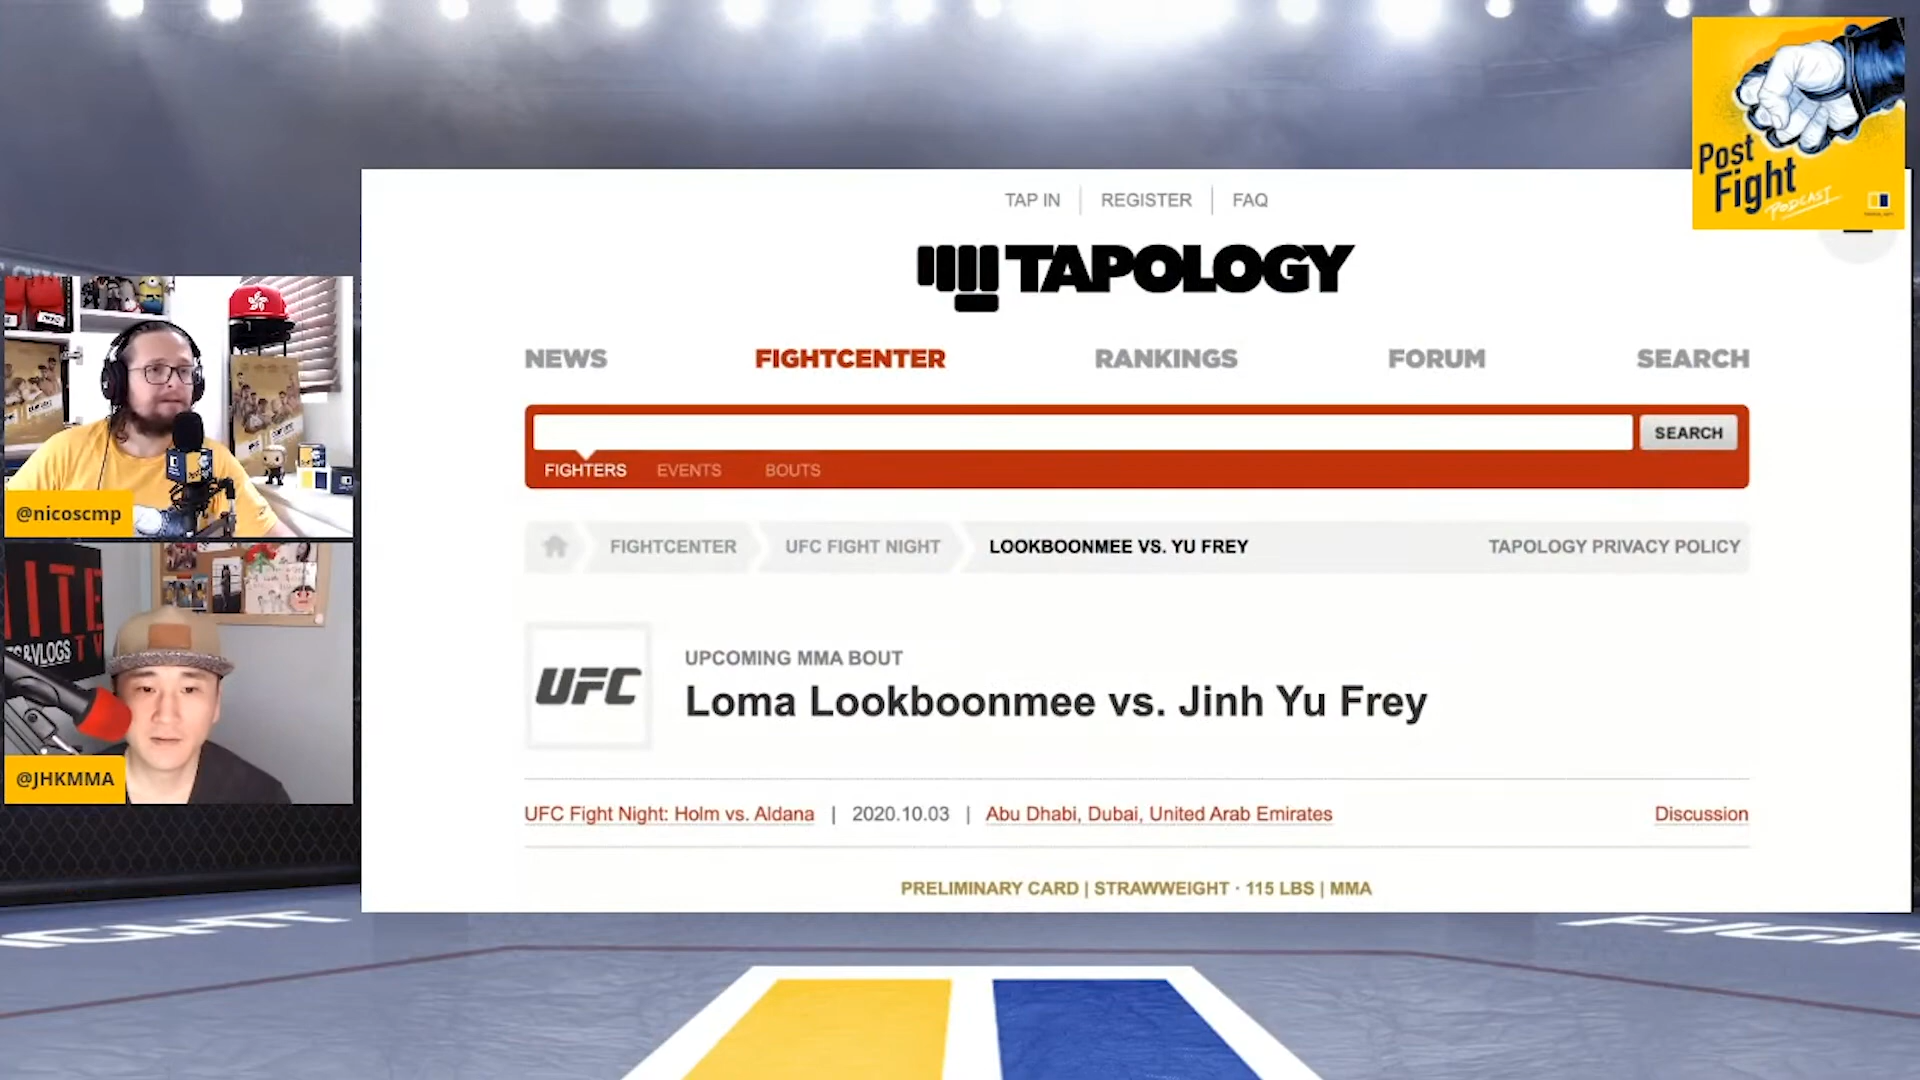 Post
Fight
PODCAST
TAP IN
REGISTER
FAQ
TAPOLOGY
NEWS
FIGHTCENTER
RANKINGS
FORUM
SEARCH
SEARCH
FIGHTERS
EVENTS
BOUTS
FIGHTCENTER
UFC FIGHT NIGHT
LOOKBOONMEE VS. YU FREY
TAPOLOGY PRIVACY POLICY
UFC
UPCOMING MMA BOUT
Loma Lookboonmee vs. Jinh Yu Frey
UFC Fight Night: Holm vs. Aldana | 2020.10.03 | Abu Dhabi, Dubai, United Arab Emirates
Discussion
PRELIMINARY CARD | STRAWWEIGHT · 115 LBS | MMA
@nicoscmp
ITE
TV
&VLOGS
@JHKMMA